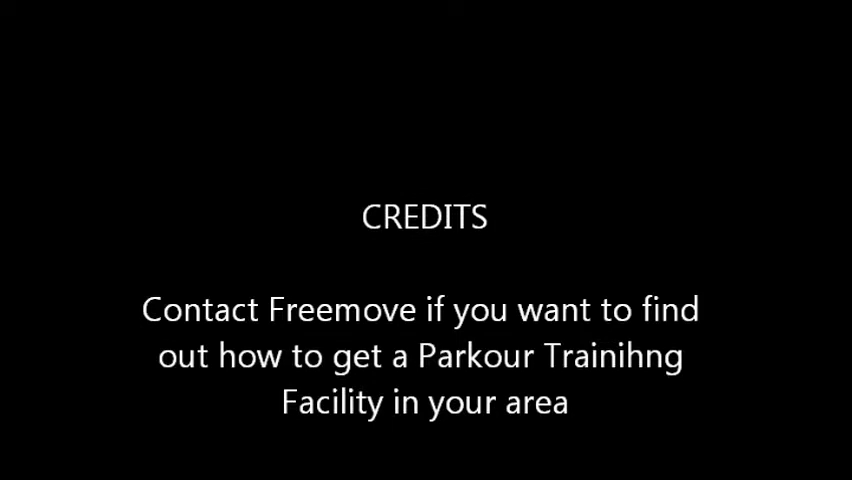 CREDITS
Contact Freemove if you want to find
out how to get a Parkour Trainihng
Facility in your area